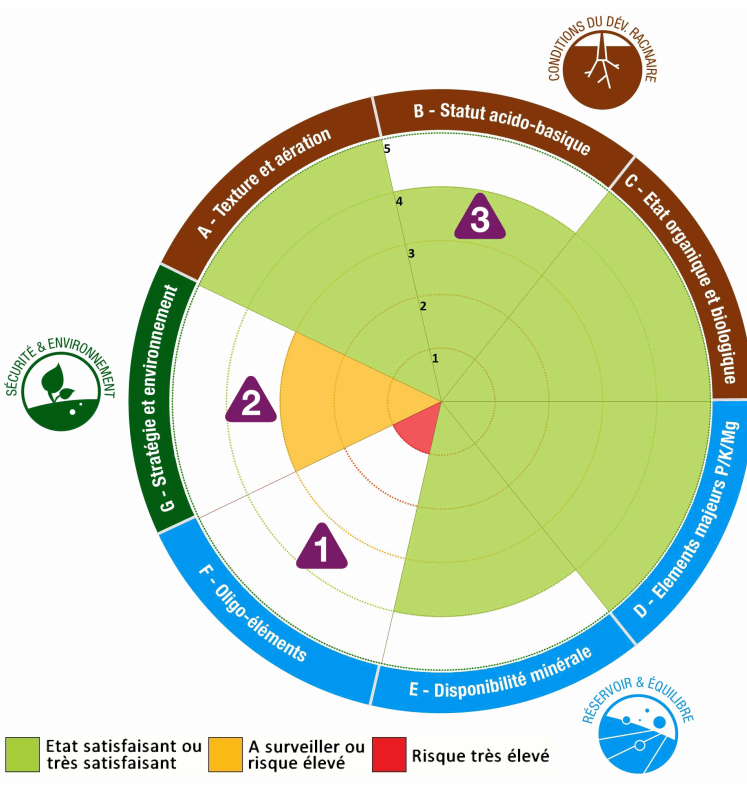 CONDITIONS DU DÉV. RACINAIRE
B - Statut acido-basique
A - Texture et aération
C - Etat organique et biologique
5
4
3
3
2
1
SÉCURITÉ & ENVIRONNEMENT
G - Stratégie et environnement
2
D - Elements majeurs P/K/Mg
1
F - Oligo-éléments
E - Disponibilité minérale
RÉSERVOIR & ÉQUILIBRE
Etat satisfaisant ou
très satisfaisant
A surveiller ou
risque élevé
Risque très élevé